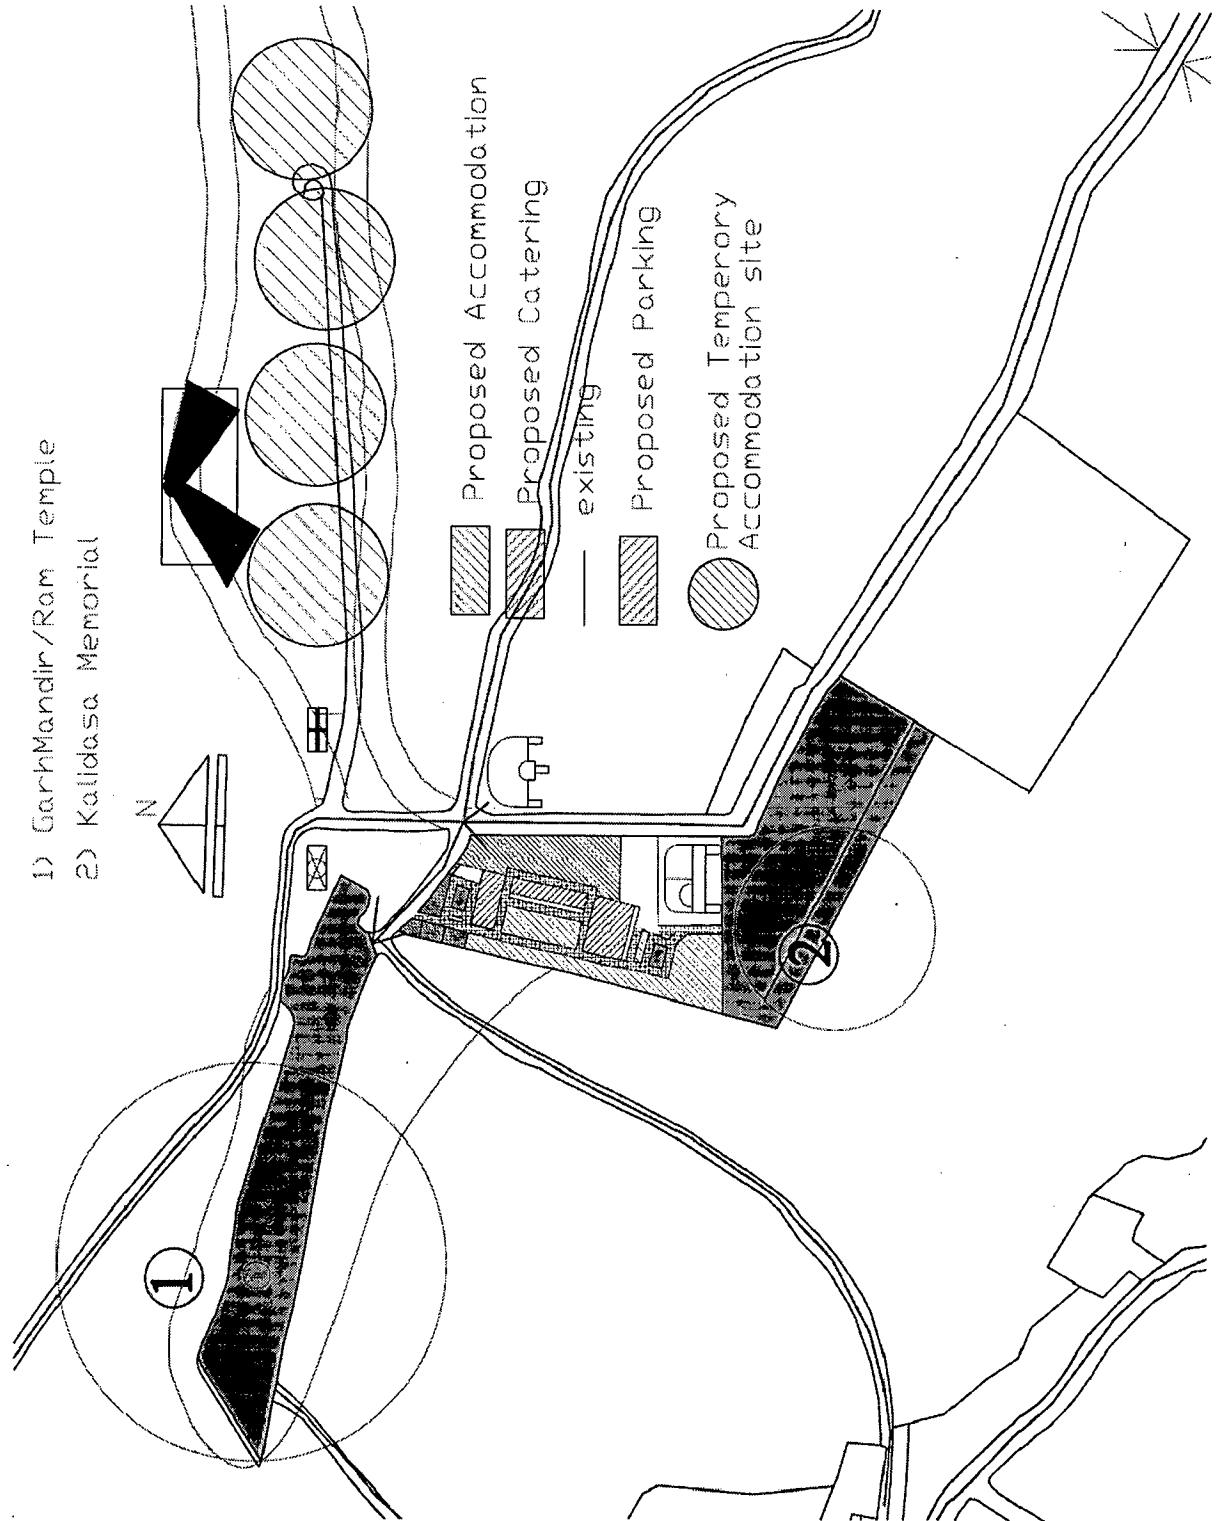 1) GarhMandir/Ram Temple
2) Kalidasa Memorial
N
Proposed Accommodation
Proposed Catering
existing
Proposed Parking
Proposed Temperory
Accommodation site
1
2